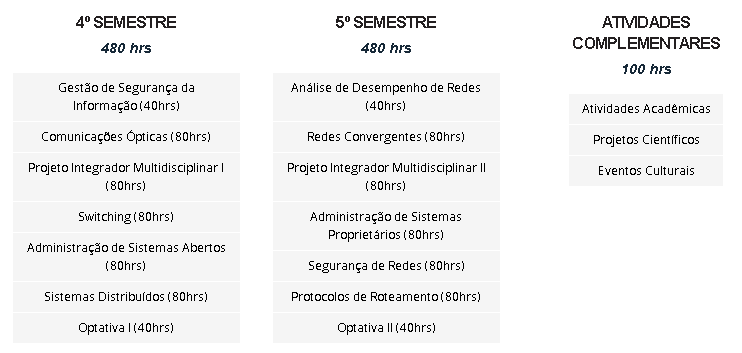 4º SEMESTRE
480 hrs
Gestão de Segurança da
Informação (40hrs)
Comunicações Ópticas (80hrs)
Projeto Integrador Multidisciplinar I
(80hrs)
Switching (80hrs)
Administração de Sistemas Abertos
(80hrs)
Sistemas Distribuídos (80hrs)
Optativa I (40hrs)
5º SEMESTRE
480 hrs
Análise de Desempenho de Redes
(40hrs)
Redes Convergentes (80hrs)
Projeto Integrador Multidisciplinar II
(80hrs)
Administração de Sistemas
Proprietários (80hrs)
Segurança de Redes (80hrs)
Protocolos de Roteamento (80hrs)
Optativa II (40hrs)
ATIVIDADES
COMPLEMENTARES
100 hrs
Atividades Acadêmicas
Projetos Científicos
Eventos Culturais